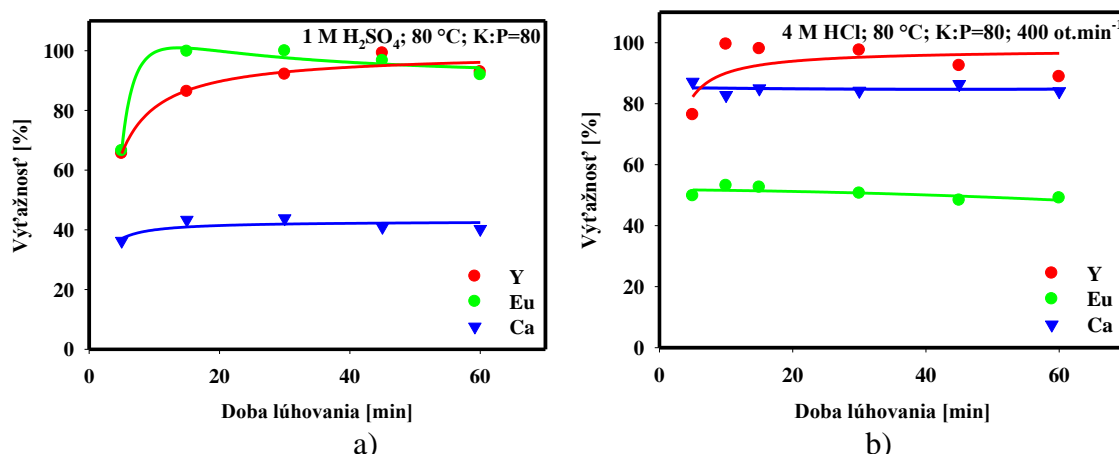 1 M H₂SO₄; 80 °C; K:P=80
100
80
60
40
20
0
Výťažnosť [%]
Y
Eu
Ca
0 20 40 60
Doba lúhovania [min]
a)
4 M HCl; 80 °C; K:P=80; 400 ot.min⁻¹
100
80
60
40
20
0
Výťažnosť [%]
Y
Eu
Ca
0 20 40 60
Doba lúhovania [min]
b)